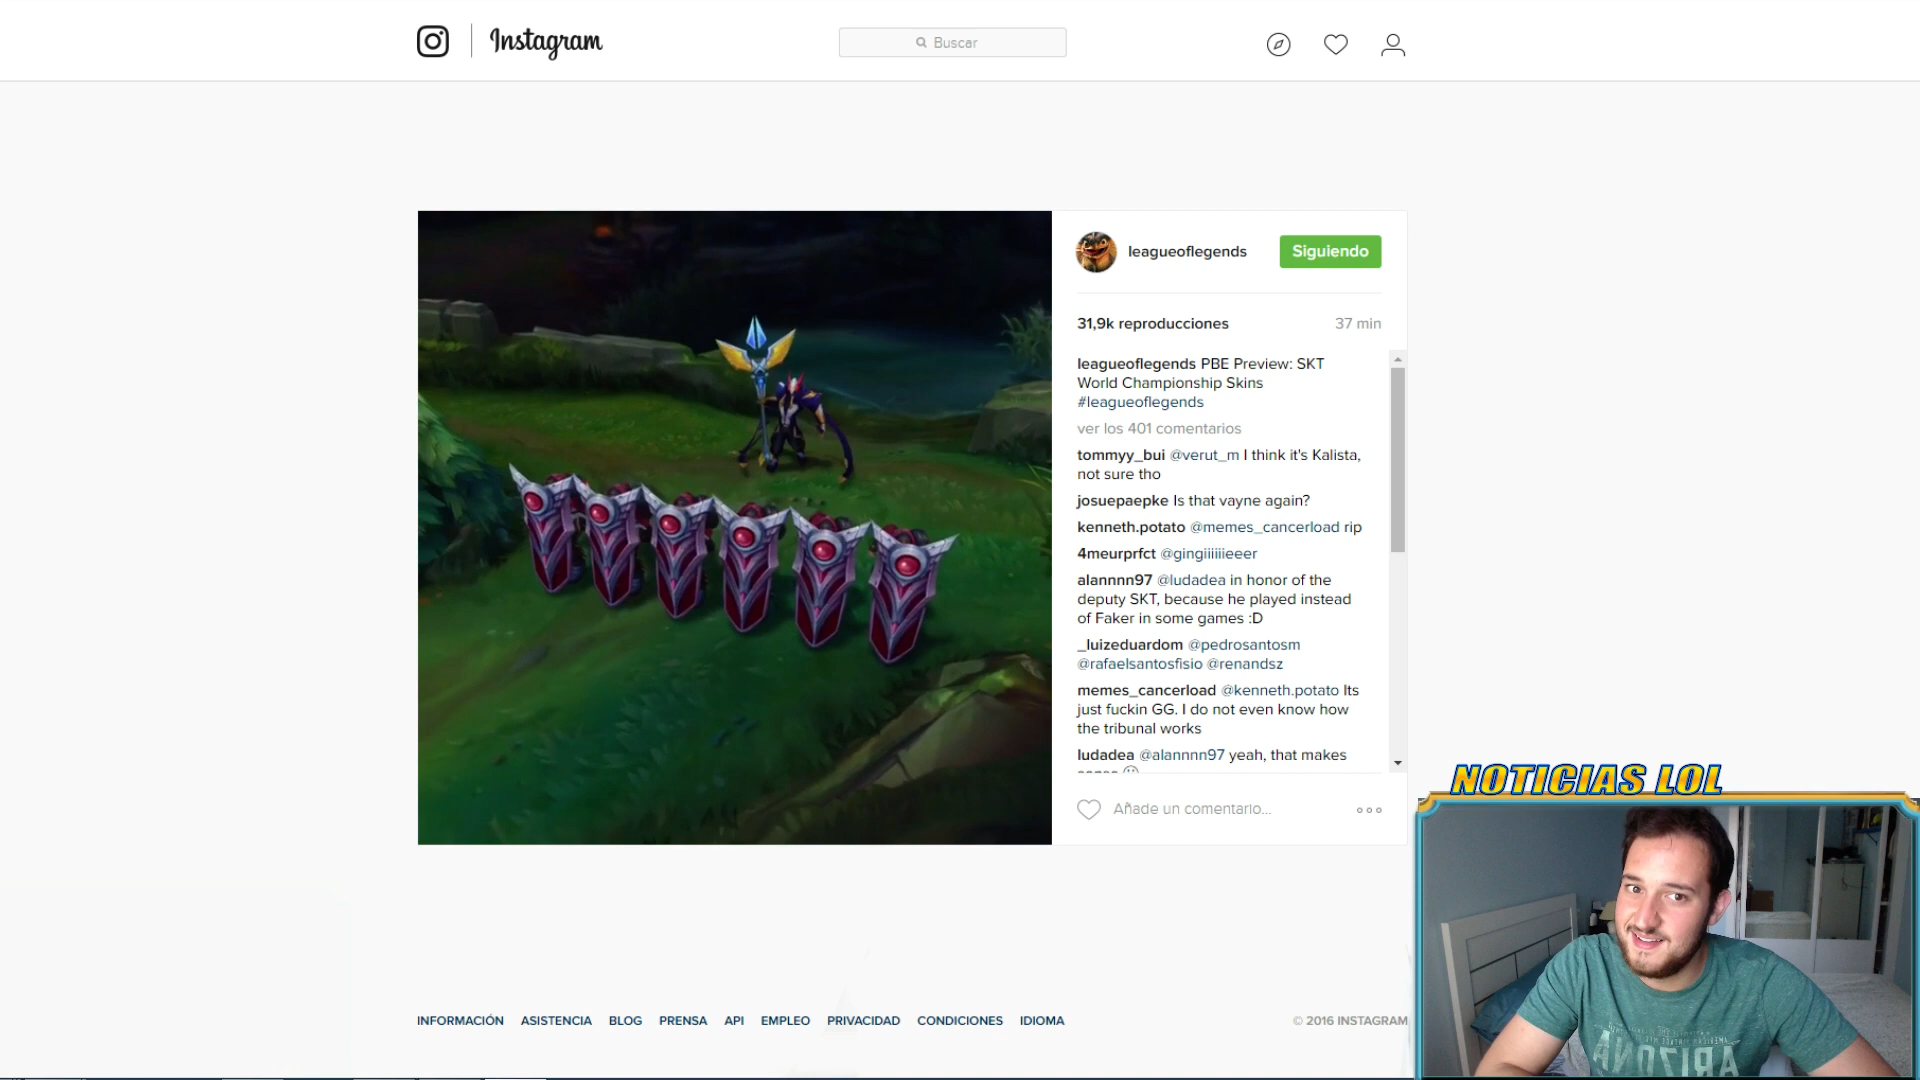 Instagram
Buscar
leagueoflegends
Siguiendo
31,9k reproducciones
37 min
leagueoflegends PBE Preview: SKT
World Championship Skins
#leagueoflegends
ver los 401 comentarios
tommyy_bui @verut_m I think it's Kalista,
not sure tho
josuepaepke Is that vayne again?
kenneth.potato @memes_cancerload rip
4meurprfct @gingiiiiiieeer
alannnn97 @ludadea in honor of the
deputy SKT, because he played instead
of Faker in some games :D
_luizeduardom @pedrosantosm
@rafaelsantosfisio @renandsz
memes_cancerload @kenneth.potato Its
just fuckin GG. I do not even know how
the tribunal works
ludadea @alannnn97 yeah, that makes
Añade un comentario...
NOTICIAS LOL
ARIZONA
INFORMACIÓN ASISTENCIA BLOG PRENSA API EMPLEO PRIVACIDAD CONDICIONES IDIOMA
© 2016 INSTAGRAM